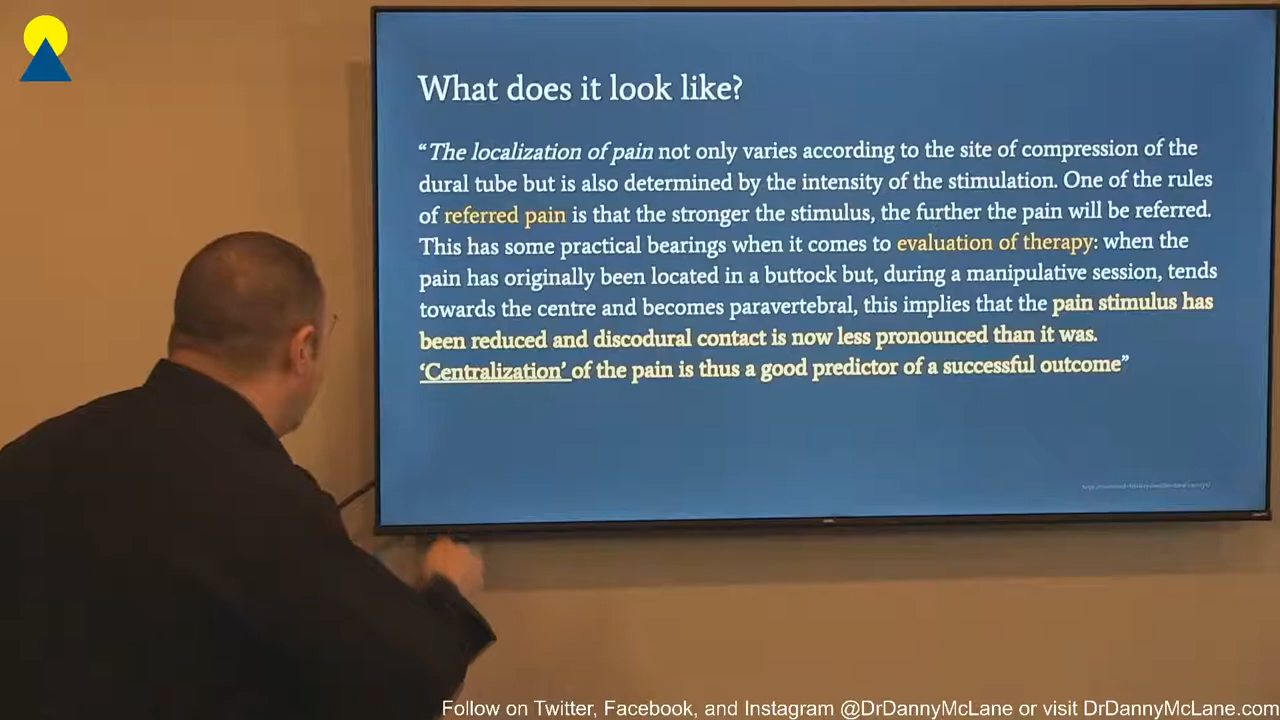 What does it look like?
“The localization of pain not only varies according to the site of compression of the
dural tube but is also determined by the intensity of the stimulation. One of the rules
of referred pain is that the stronger the stimulus, the further the pain will be referred.
This has some practical bearings when it comes to evaluation of therapy: when the
pain has originally been located in a buttock but, during a manipulative session, tends
towards the centre and becomes paravertebral, this implies that the pain stimulus has
been reduced and discodural contact is now less pronounced than it was.
‘Centralization’ of the pain is thus a good predictor of a successful outcome”
Follow on Twitter, Facebook, and Instagram @DrDannyMcLane or visit DrDannyMcLane.com